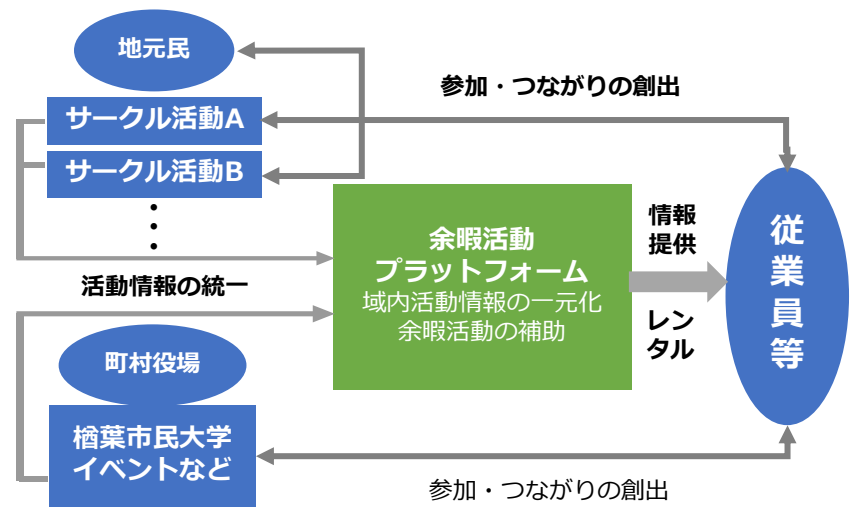 地元民
参加・つながりの創出
サークル活動A
サークル活動B
・
・
・
余暇活動
プラットフォーム
域内活動情報の一元化
余暇活動の補助
情報
提供
レン
タル
従
業
員
等
活動情報の統一
町村役場
楢葉市民大学
イベントなど
参加・つながりの創出